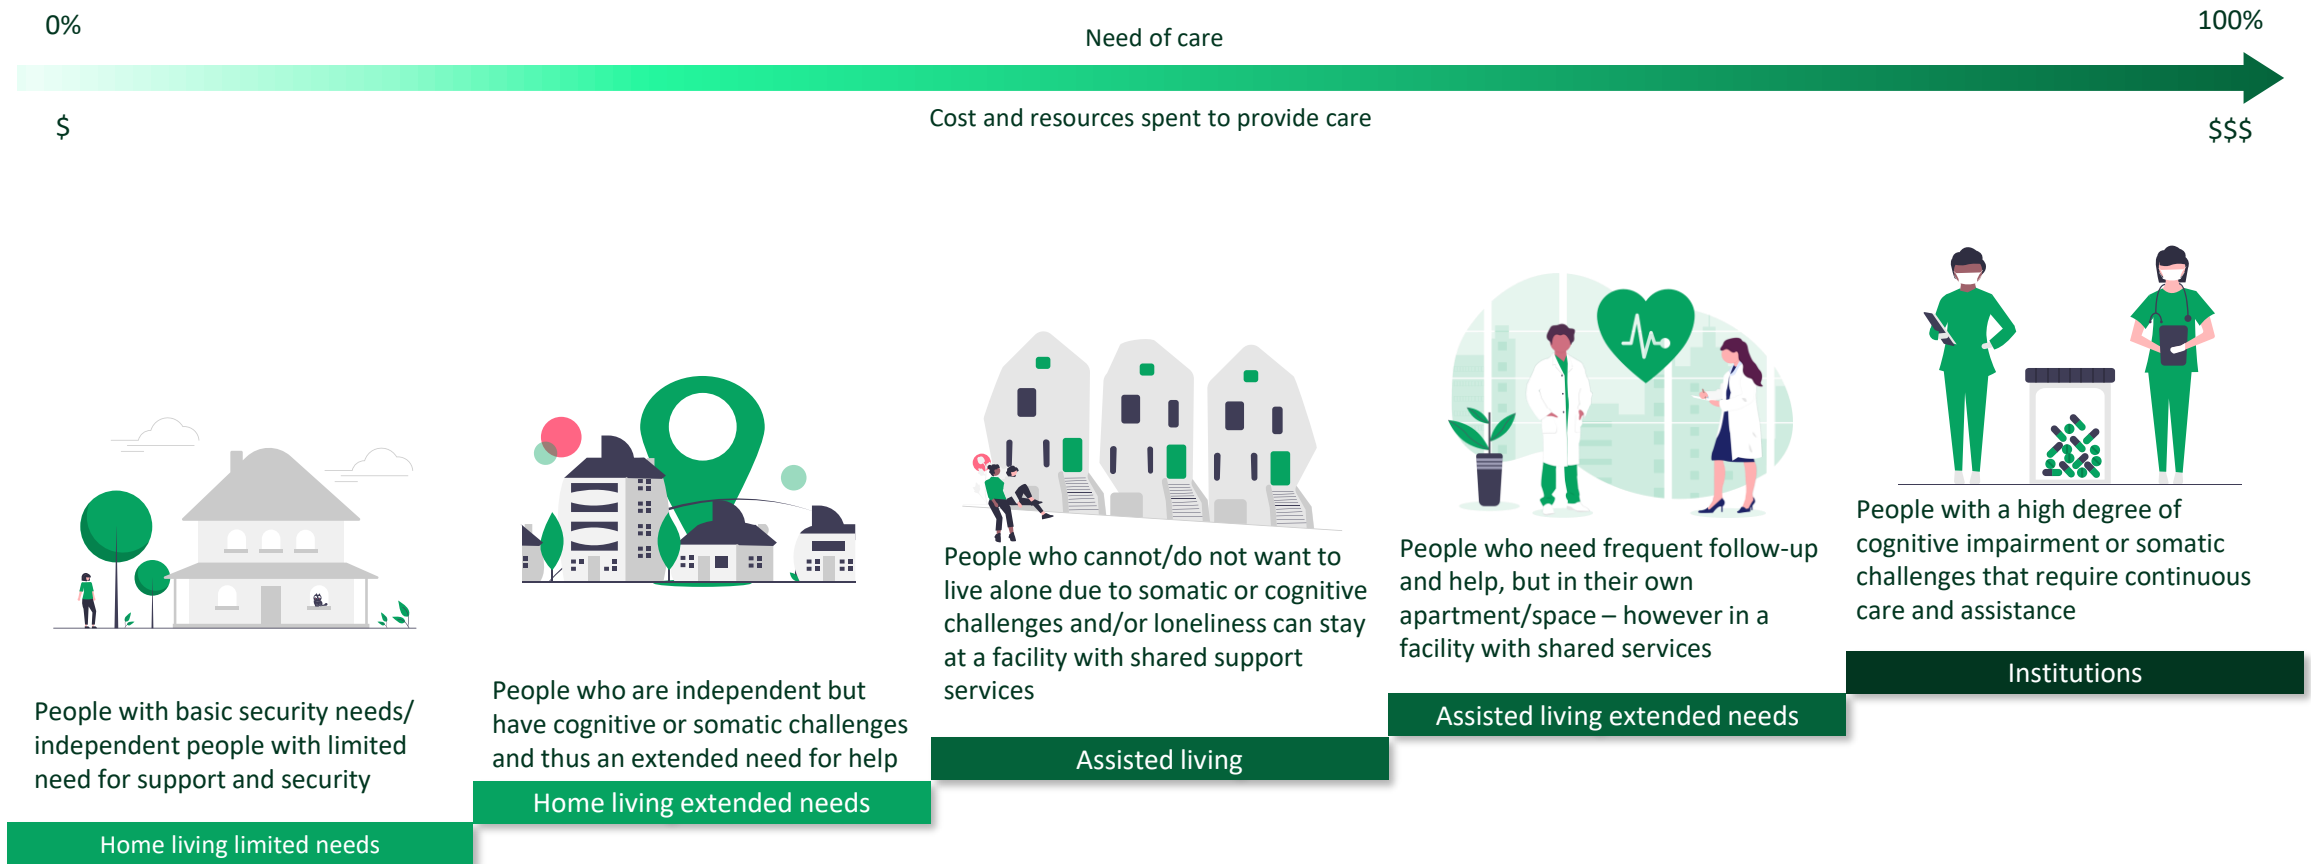 0%
Need of care
100%
$
Cost and resources spent to provide care
$$$
People with basic security needs/
independent people with limited
need for support and security
Home living limited needs
People who are independent but
have cognitive or somatic challenges
and thus an extended need for help
Home living extended needs
People who cannot/do not want to
live alone due to somatic or cognitive
challenges and/or loneliness can stay
at a facility with shared support
services
Assisted living
People who need frequent follow-up
and help, but in their own
apartment/space – however in a
facility with shared services
Assisted living extended needs
People with a high degree of
cognitive impairment or somatic
challenges that require continuous
care and assistance
Institutions